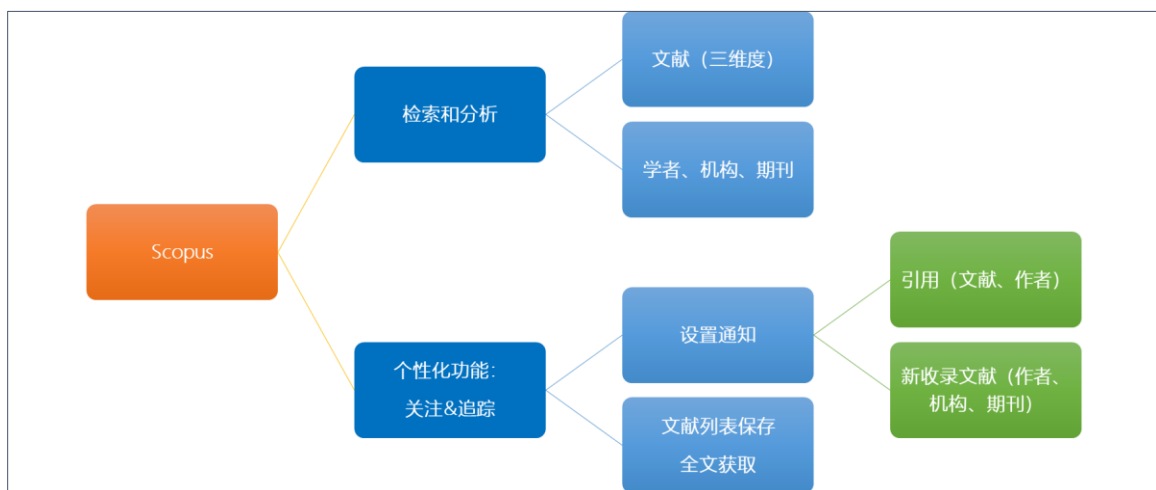 Scopus
检索和分析
文献（三维度）
学者、机构、期刊
个性化功能：
关注&追踪
设置通知
引用（文献、作者）
新收录文献（作者、
机构、期刊）
文献列表保存
全文获取